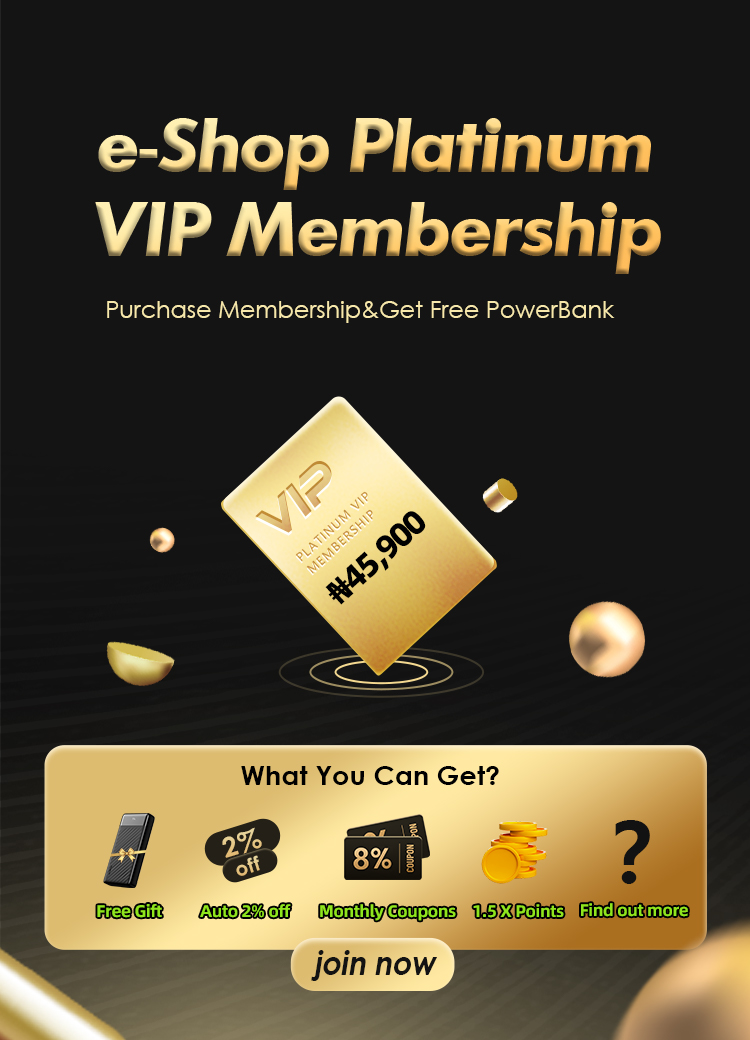 e-Shop Platinum
VIP Membership
Purchase Membership&Get Free PowerBank
VIP
PLATINUM VIP
MEMBERSHIP
₦45,900
What You Can Get?
2%
off
%
COUPON
8%
COUPON
Free Gift
Auto 2% off
Monthly Coupons
1.5 X Points
?
Find out more
join now